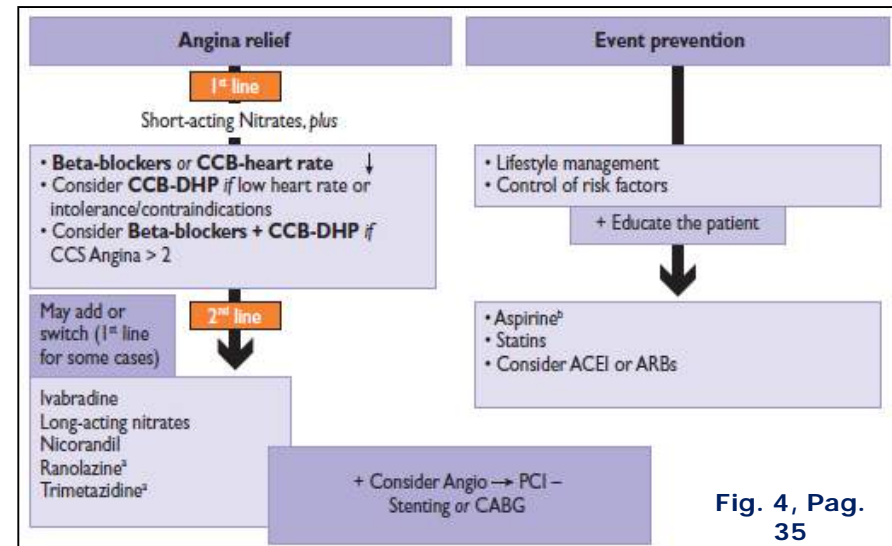 Angina relief
1st line
Short-acting Nitrates, plus
• Beta-blockers or CCB-heart rate ↓
• Consider CCB-DHP if low heart rate or
intolerance/contraindications
• Consider Beta-blockers + CCB-DHP if
CCS Angina > 2
May add or
switch (1st line
for some cases)
2nd line
Ivabradine
Long-acting nitrates
Nicorandil
Ranolazineᵃ
Trimetazidineᵃ
Event prevention
• Lifestyle management
• Control of risk factors
+ Educate the patient
• Aspirineᵇ
• Statins
• Consider ACEI or ARBs
+ Consider Angio → PCI –
Stenting or CABG
Fig. 4, Pag.
35